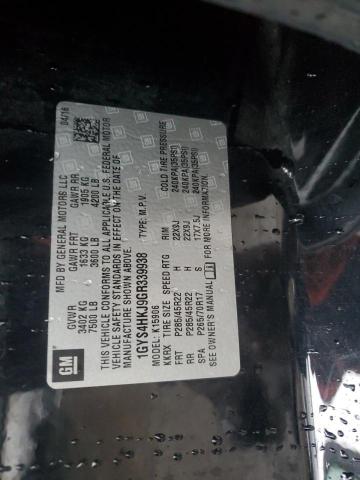 GM
MFD BY GENERAL MOTORS LLC
04/16
GVWR GAWR FRT GAWR RR
3402 KG 1633 KG 1905 KG
7500 LB 3600 LB 4200 LB
THIS VEHICLE CONFORMS TO ALL APPLICABLE U.S. FEDERAL MOTOR
VEHICLE SAFETY STANDARDS IN EFFECT ON THE DATE OF
MANUFACTURE SHOWN ABOVE.
1GYS4HKJ9GR339938 TYPE: M.P.V.
MODEL: K15906
KKRX TIRE SIZE SPEED RTG RIM COLD TIRE PRESSURE
FRT P285/45R22 H 22X9J 240KPA(35PSI)
RR P285/45R22 H 22X9J 240KPA(35PSI)
SPA P265/70R17 S 17X7.5J 240KPA(35PSI)
SEE OWNER'S MANUAL FOR MORE INFORMATION.